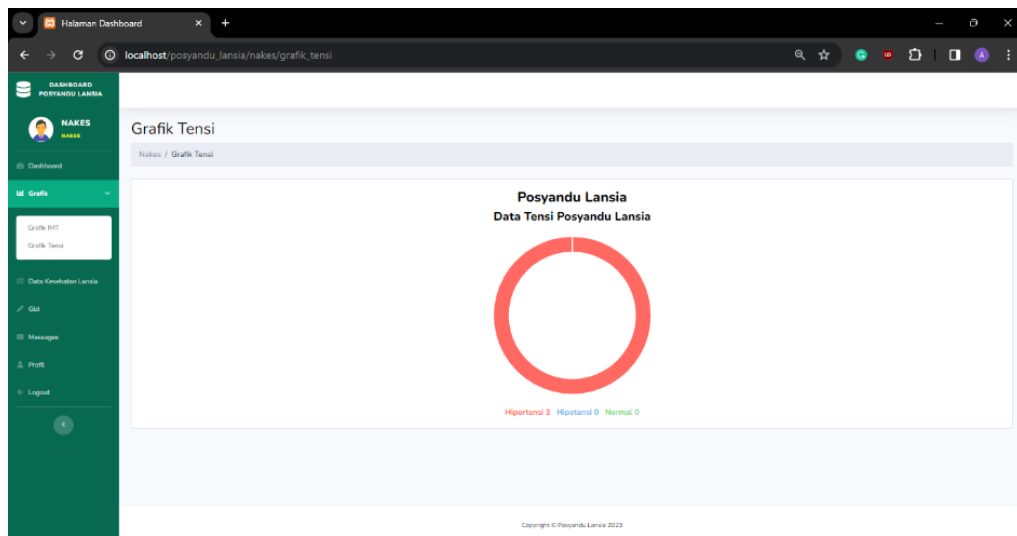 Halaman Dashboard
localhost/posyandu_lansia/nakes/grafik_tensi
DASHBOARD
POSYANDU LANSIA
NAKES
NAKES
Dashboard
Grafik
Grafik IMT
Grafik Tensi
Data Kesehatan Lansia
Gizi
Messages
Profil
Logout
Grafik Tensi
Nakes / Grafik Tensi
Posyandu Lansia
Data Tensi Posyandu Lansia
Hipertensi 3 Hipotensi 0 Normal 0
Copyright © Posyandu Lansia 2023
A